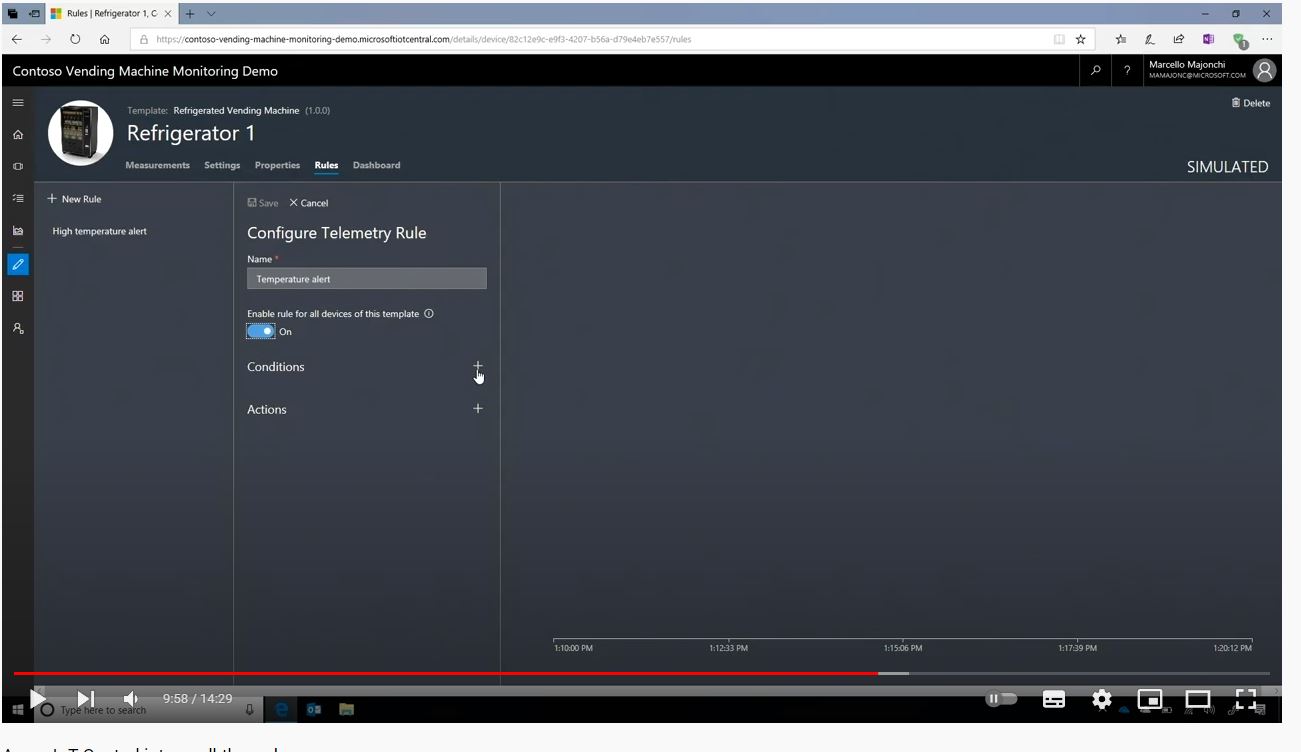 Rules | Refrigerator 1, C
https://contoso-vending-machine-monitoring-demo.microsoftiotcentral.com/details/device/82c12e9c-e9f3-4207-b56a-d79e4eb7e557/rules
Contoso Vending Machine Monitoring Demo
?
Marcello Majonchi
MAMAJONC@MICROSOFT.COM
Template: Refrigerated Vending Machine (1.0.0)
Delete
Refrigerator 1
Measurements Settings Properties Rules Dashboard
SIMULATED
New Rule
High temperature alert
Save Cancel
Configure Telemetry Rule
Name *
Temperature alert
Enable rule for all devices of this template
On
Conditions
Actions
1:10:00 PM 1:12:33 PM 1:15:06 PM 1:17:39 PM 1:20:12 PM
9:58 / 14:29
Type here to search